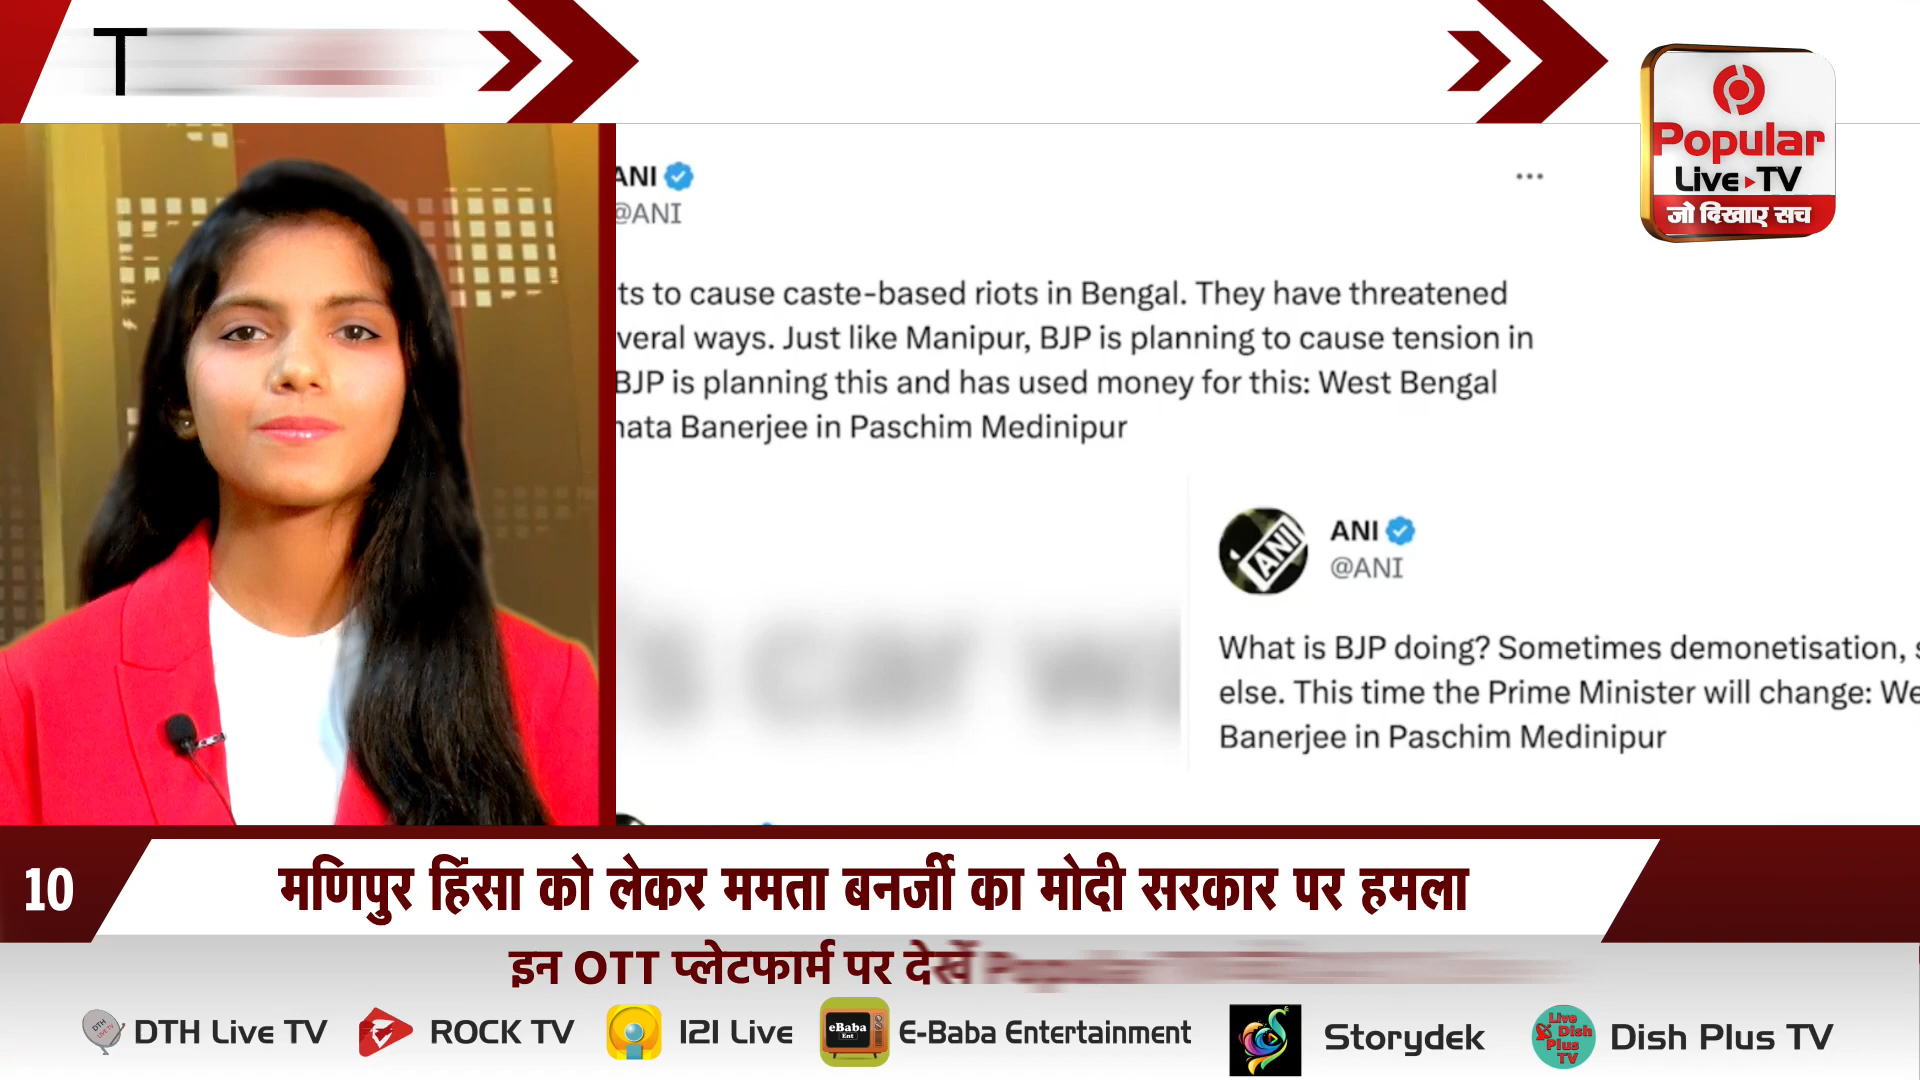 T
Popular
Live TV
जो दिखाए सच
ANI
@ANI
ts to cause caste-based riots in Bengal. They have threatened
veral ways. Just like Manipur, BJP is planning to cause tension in
BJP is planning this and has used money for this: West Bengal
nata Banerjee in Paschim Medinipur
ANI
ANI
@ANI
What is BJP doing? Sometimes demonetisation, s
else. This time the Prime Minister will change: We
Banerjee in Paschim Medinipur
10
मणिपुर हिंसा को लेकर ममता बनर्जी का मोदी सरकार पर हमला
इन OTT प्लेटफार्म पर देखें Popular
DTH Live TV ROCK TV 121 Live eBaba Ent E-Baba Entertainment Storydek Live Dish Plus TV Dish Plus TV